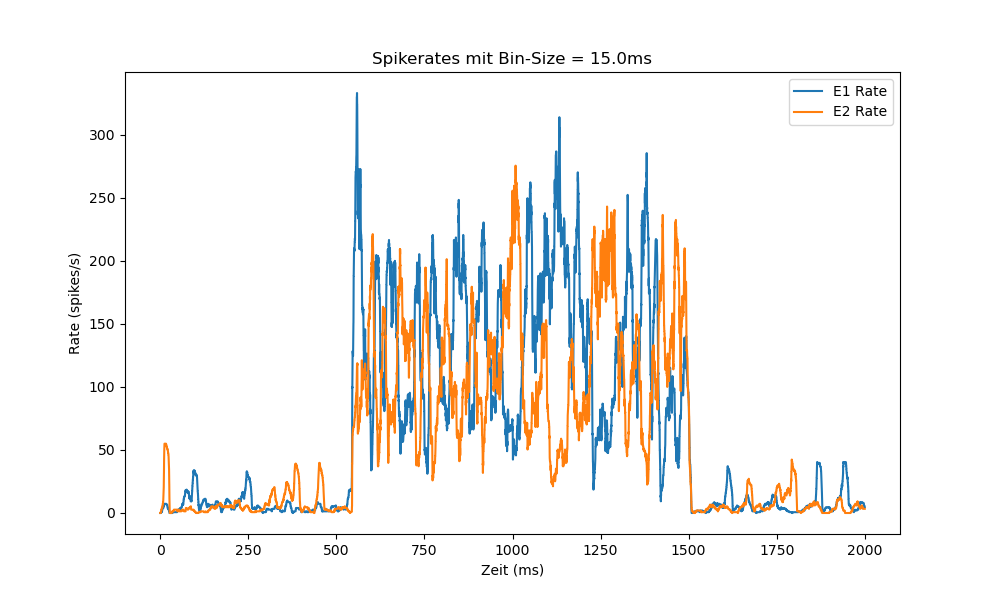 Spikerates mit Bin-Size = 15.0ms
E1 Rate
E2 Rate
Rate (spikes/s)
300
250
200
150
100
50
0
0 250 500 750 1000 1250 1500 1750 2000
Zeit (ms)